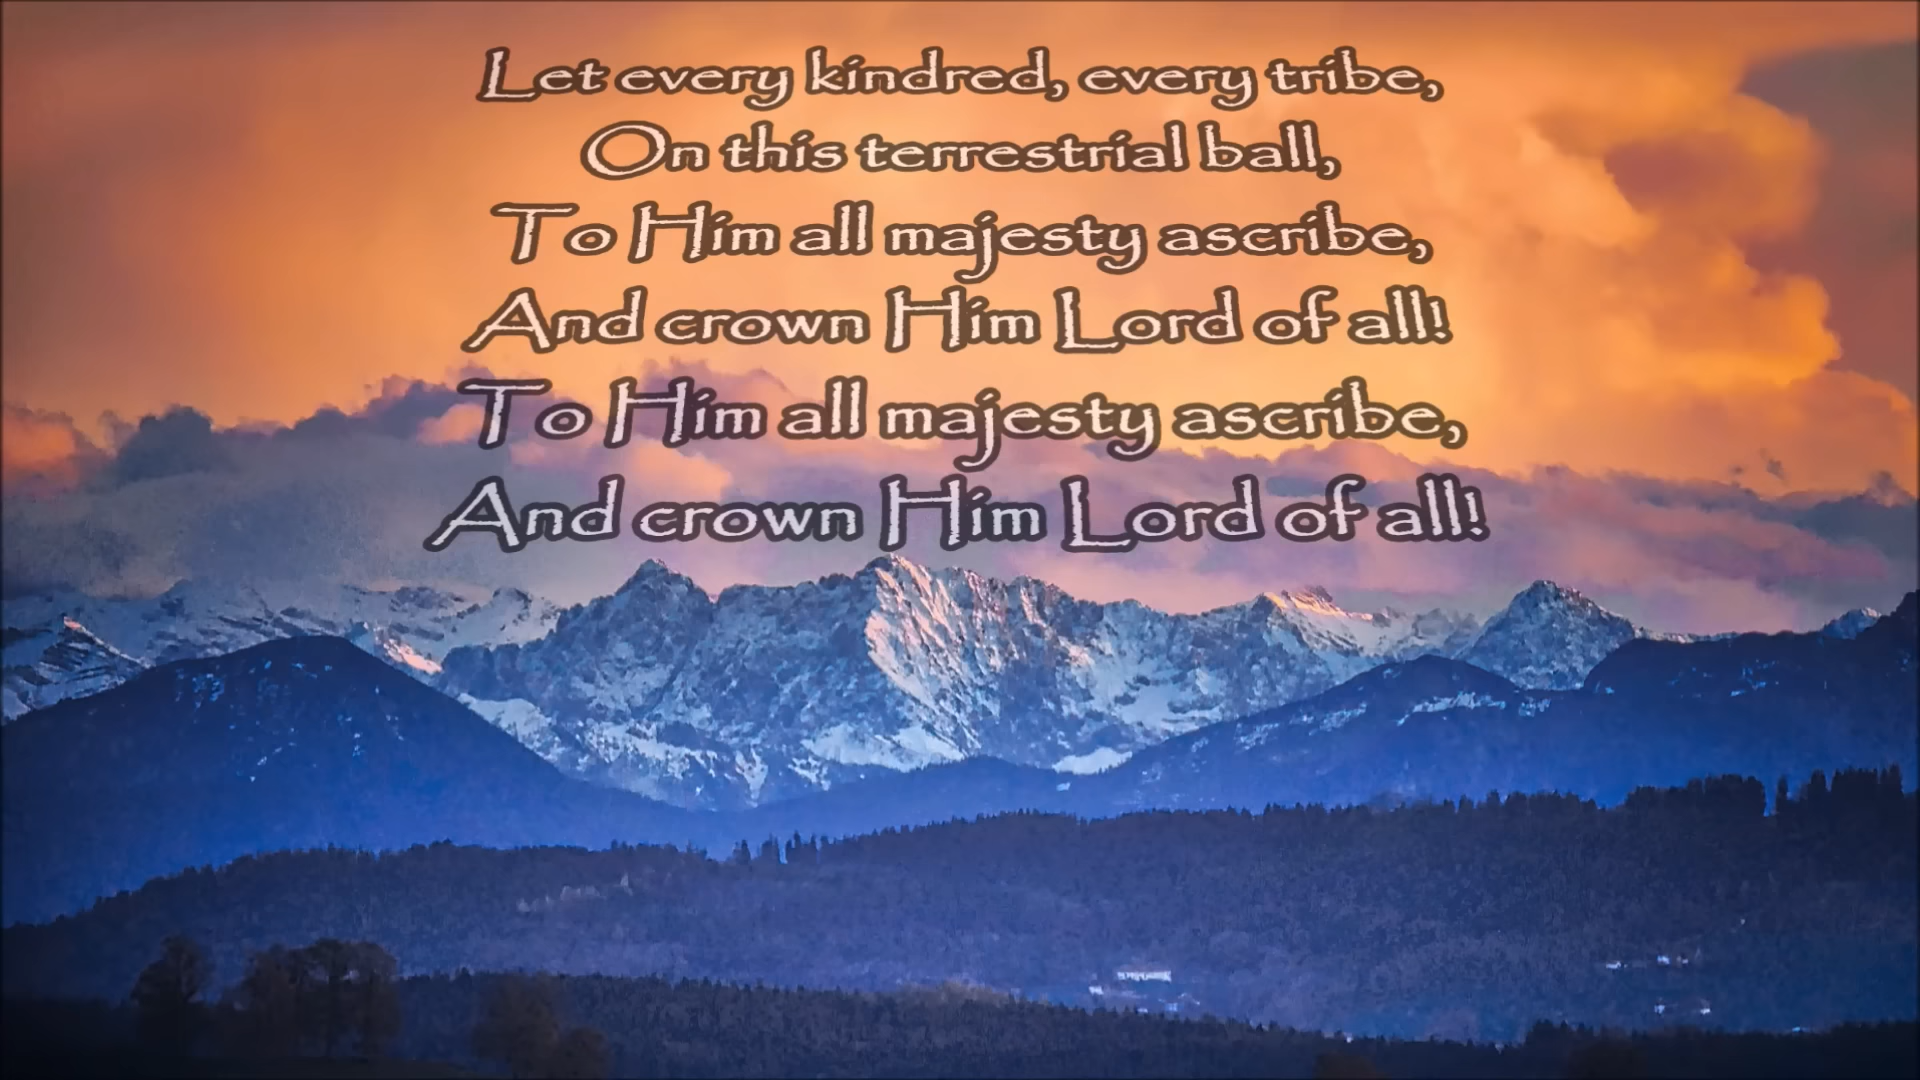 Let every kindred, every tribe,
On this terrestrial ball,
To Him all majesty ascribe,
And crown Him Lord of all!
To Him all majesty ascribe,
And crown Him Lord of all!